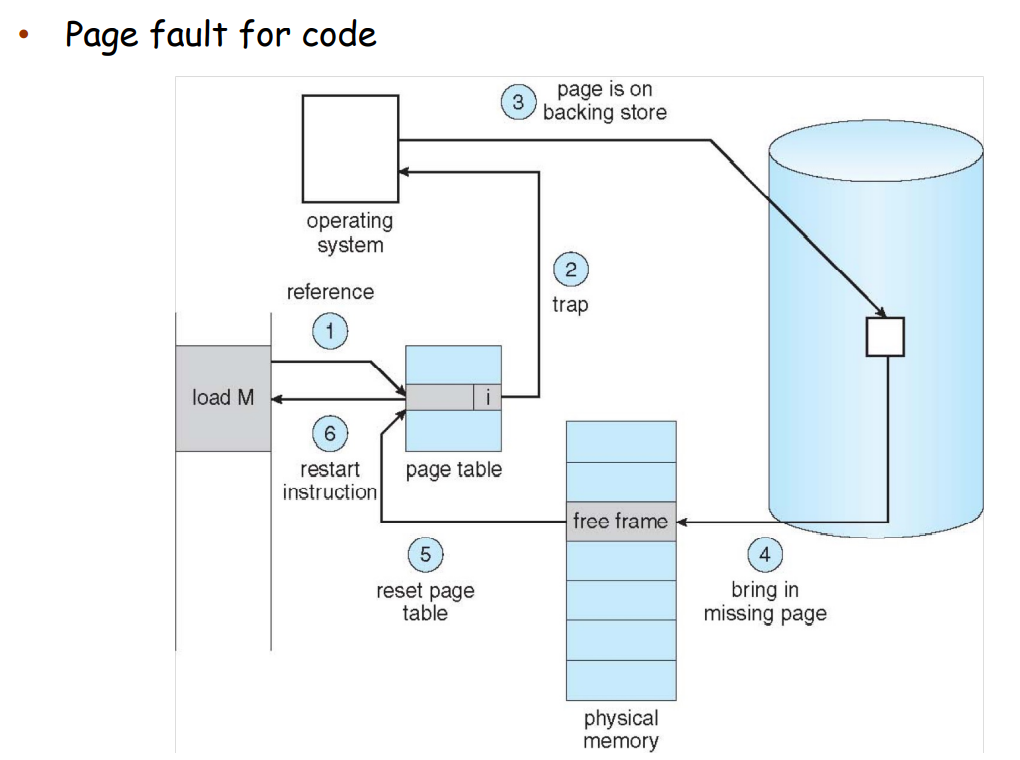 • Page fault for code
3
page is on
backing store
operating
system
2
trap
reference
1
load M
i
6
restart
instruction
page table
free frame
5
reset page
table
4
bring in
missing page
physical
memory